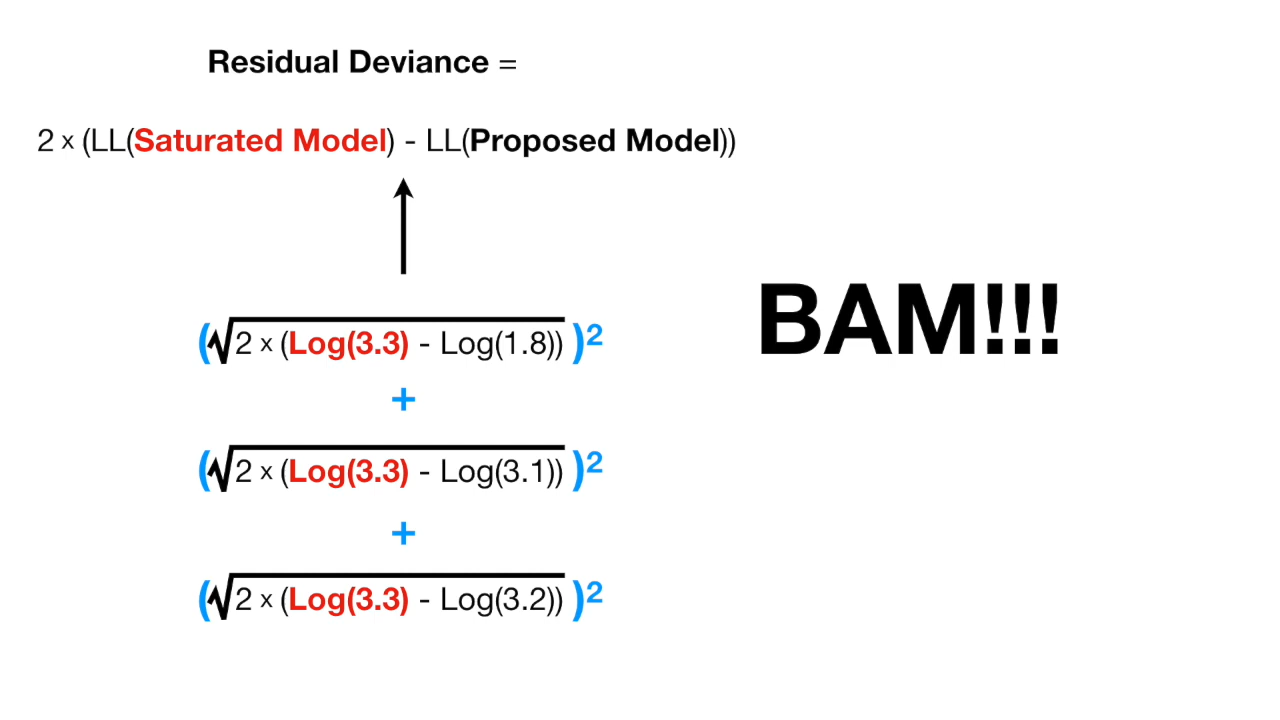 Residual Deviance =
2 x (LL(Saturated Model) - LL(Proposed Model))
(√2 x (Log(3.3) - Log(1.8)) )2
BAM!!!
+
(√2 x (Log(3.3) - Log(3.1)) )2
+
(√2 x (Log(3.3) - Log(3.2)) )2